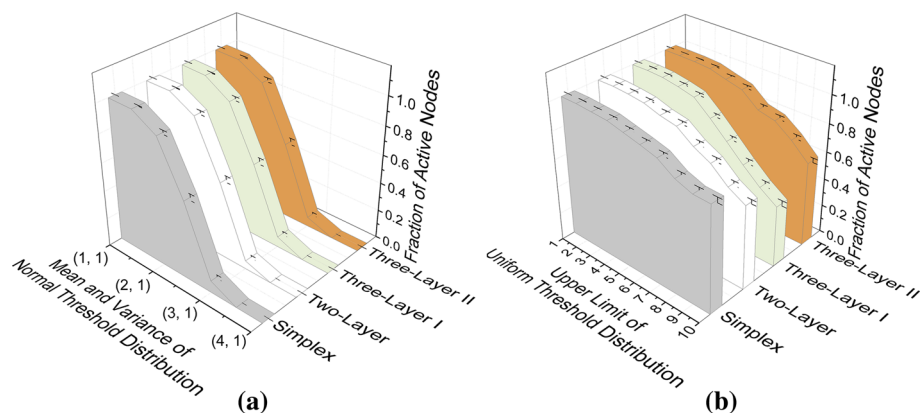 1.0
0.8
0.6
0.4
0.2
0.0
Fraction of Active Nodes
(1, 1)
(2, 1)
(3, 1)
(4, 1)
Mean and Variance of
Normal Threshold Distribution
Simplex
Two-Layer
Three-Layer I
Three-Layer II
(a)
1.0
0.8
0.6
0.4
0.2
0.0
Fraction of Active Nodes
1
2
3
4
5
6
7
8
9
10
Upper Limit of
Uniform Threshold Distribution
Simplex
Two-Layer
Three-Layer I
Three-Layer II
(b)